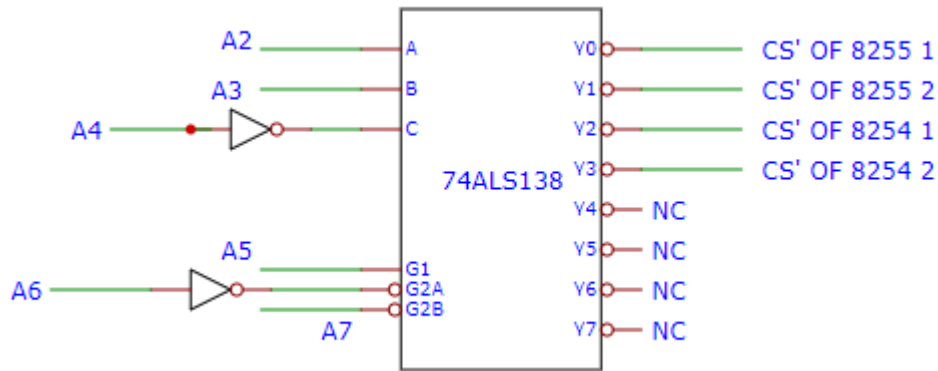 A2
A3
A4
A5
A6
A7
A
B
C
G1
G2A
G2B
74ALS138
Y0
Y1
Y2
Y3
Y4
Y5
Y6
Y7
CS' OF 8255 1
CS' OF 8255 2
CS' OF 8254 1
CS' OF 8254 2
NC
NC
NC
NC